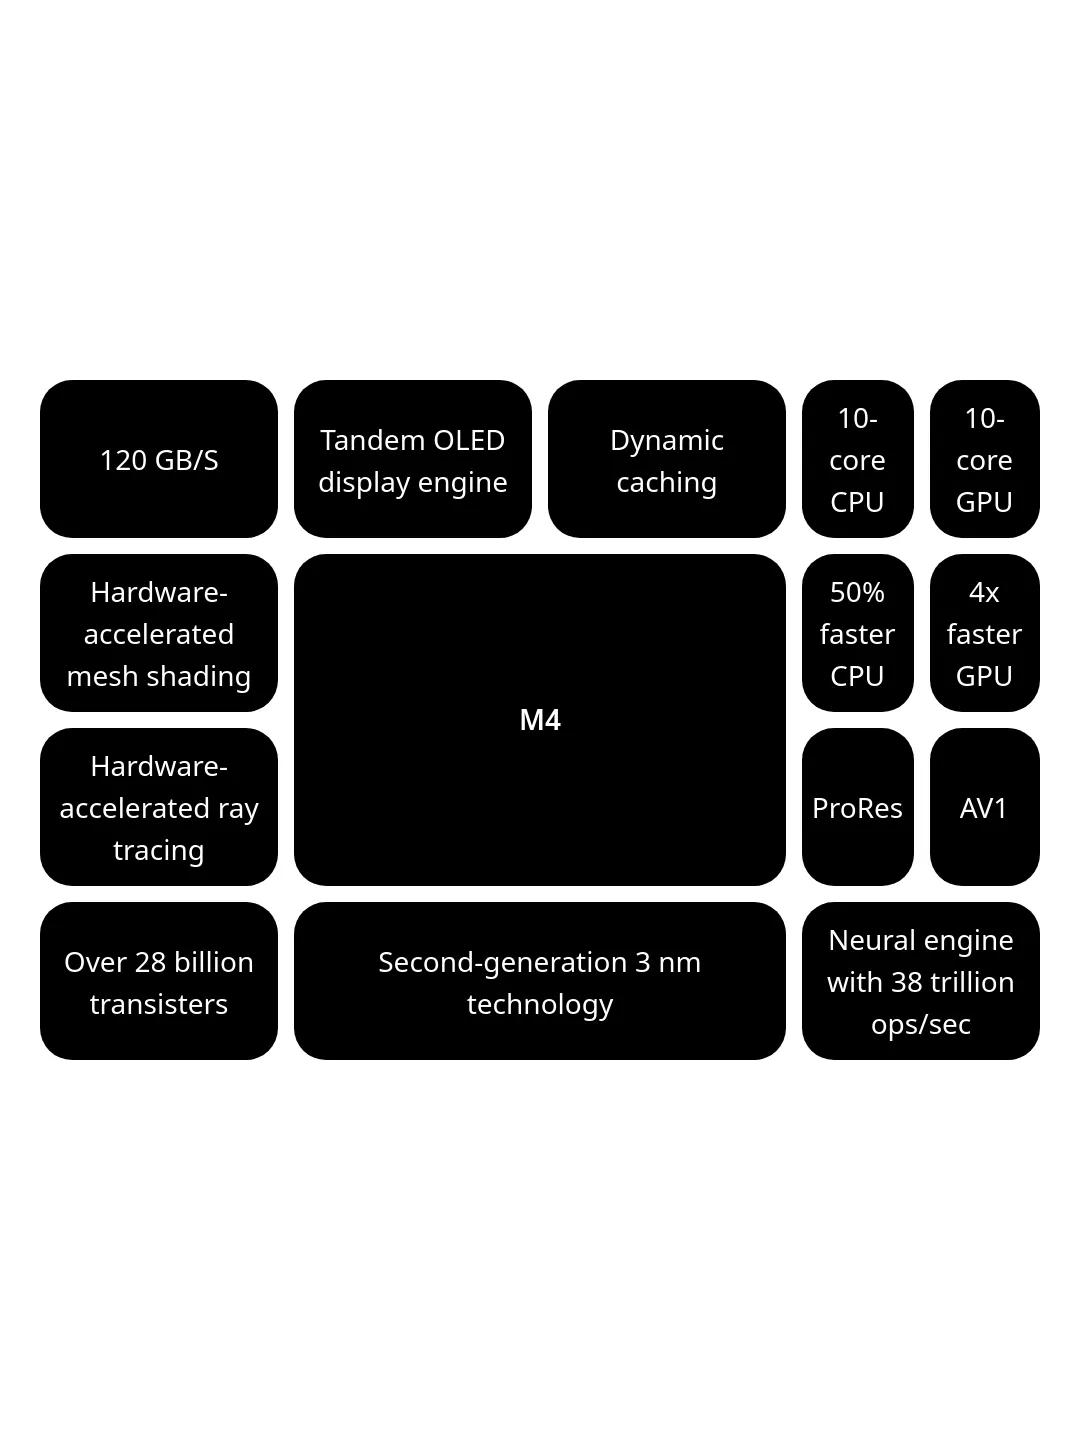 120 GB/S
Tandem OLED
display engine
Dynamic
caching
10-
core
CPU
10-
core
GPU
Hardware-
accelerated
mesh shading
M4
50%
faster
CPU
4x
faster
GPU
Hardware-
accelerated ray
tracing
ProRes
AV1
Over 28 billion
transisters
Second-generation 3 nm
technology
Neural engine
with 38 trillion
ops/sec